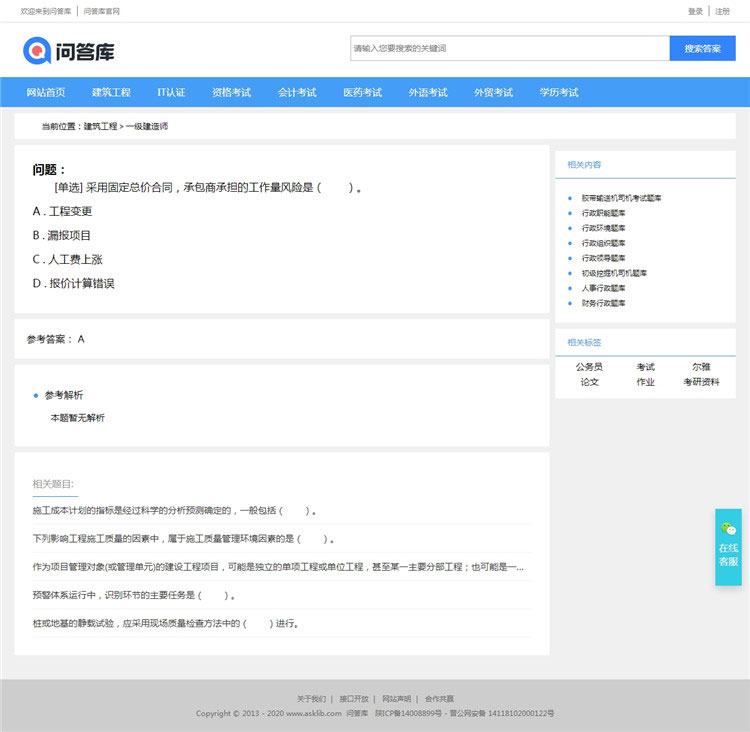 欢迎来到问答库 | 问答库官网
登录 | 注册
问答库
请输入您要搜索的关键词
搜索答案
网站首页 建筑工程 IT认证 资格考试 会计考试 医药考试 外语考试 外贸考试 学历考试
当前位置：建筑工程 > 一级建造师
问题：
[单选] 采用固定总价合同，承包商承担的工作量风险是（　　）。
A . 工程变更
B . 漏报项目
C . 人工费上涨
D . 报价计算错误
参考答案： A
参考解析
本题暂无解析
相关题目:
施工成本计划的指标是经过科学的分析预测确定的，一般包括（　　）。
下列影响工程施工质量的因素中，属于施工质量管理环境因素的是（　　）。
作为项目管理对象(或管理单元)的建设工程项目，可能是独立的单项工程或单位工程，甚至某一主要分部工程；也可能是一...
预警体系运行中，识别环节的主要任务是（　　）。
桩或地基的静载试验，应采用现场质量检查方法中的（　　）进行。
相关内容
胶带输送机司机考试题库
行政职能题库
行政环境题库
行政组织题库
行政领导题库
初级挖掘机司机题库
人事行政题库
财务行政题库
相关标签
公务员 考试 尔雅
论文 作业 考研资料
在线
客服
关于我们 | 接口开放 | 网站声明 | 合作共赢
Copyright © 2013 - 2020 www.asklib.com 问答库 陕ICP备14008899号 - 晋公网安备 14118102000122号